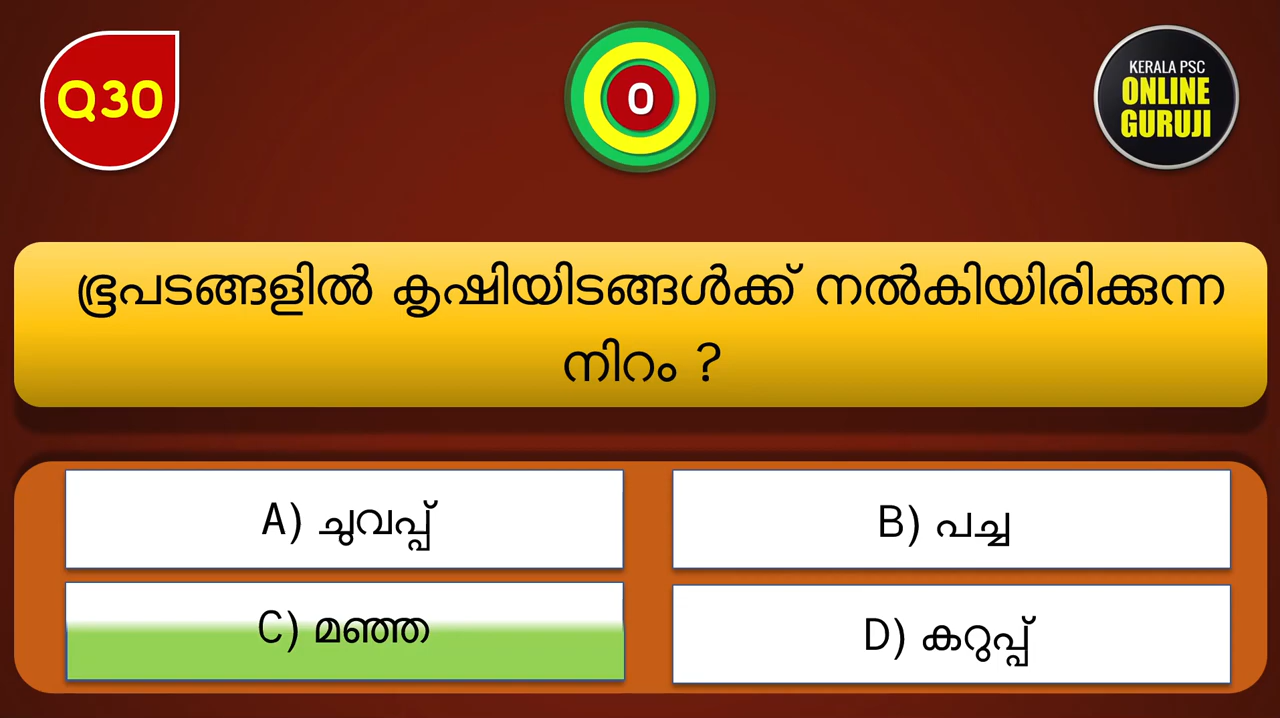 Q30
0
KERALA PSC
ONLINE
GURUJI
ഭൂപടങ്ങളിൽ കൃഷിയിടങ്ങൾക്ക് നൽകിയിരിക്കുന്ന
നിറം ?
A) ചുവപ്പ്
B) പച്ച
C) മഞ്ഞ
D) കറുപ്പ്